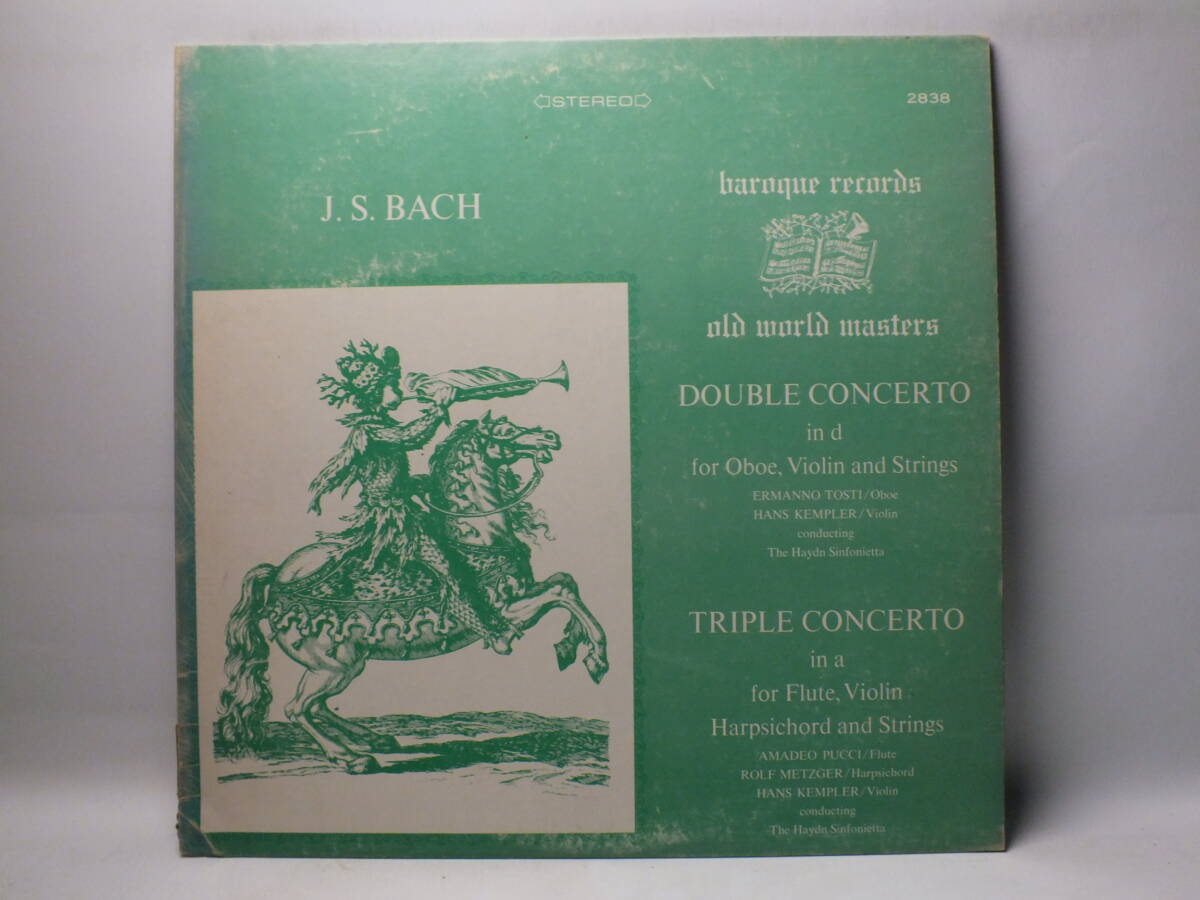 STEREO
2838
J. S. BACH
baroque records
old world masters
DOUBLE CONCERTO
in d
for Oboe, Violin and Strings
ERMANNO TOSTI/Oboe
HANS KEMPLER/Violin
conducting
The Haydn Sinfonietta
TRIPLE CONCERTO
in a
for Flute, Violin
Harpsichord and Strings
AMADEO PUCCI/Flute
ROLF METZGER/Harpsichord
HANS KEMPLER/Violin
conducting
The Haydn Sinfonietta